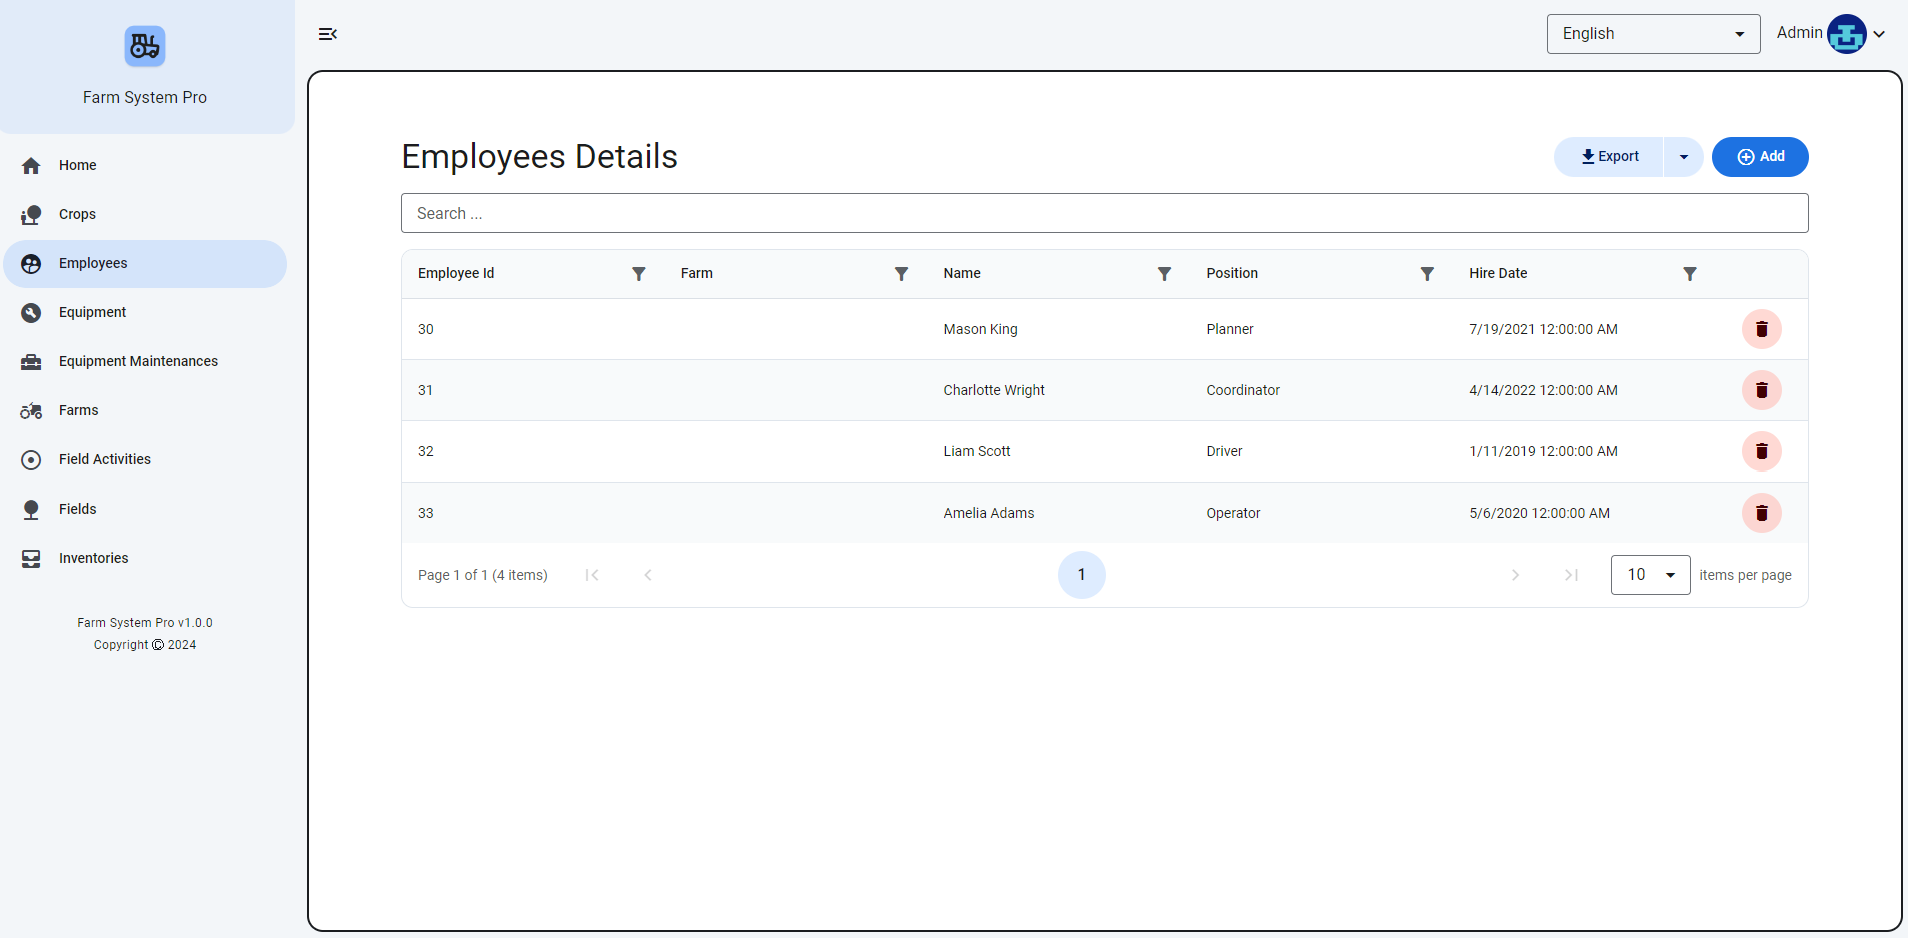 Farm System Pro
English
Admin
Home
Crops
Employees
Equipment
Equipment Maintenances
Farms
Field Activities
Fields
Inventories
Farm System Pro v1.0.0
Copyright © 2024
Employees Details
Export
Add
Search ...
Employee Id Farm Name Position Hire Date
30 Mason King Planner 7/19/2021 12:00:00 AM
31 Charlotte Wright Coordinator 4/14/2022 12:00:00 AM
32 Liam Scott Driver 1/11/2019 12:00:00 AM
33 Amelia Adams Operator 5/6/2020 12:00:00 AM
Page 1 of 1 (4 items) 1 10 items per page